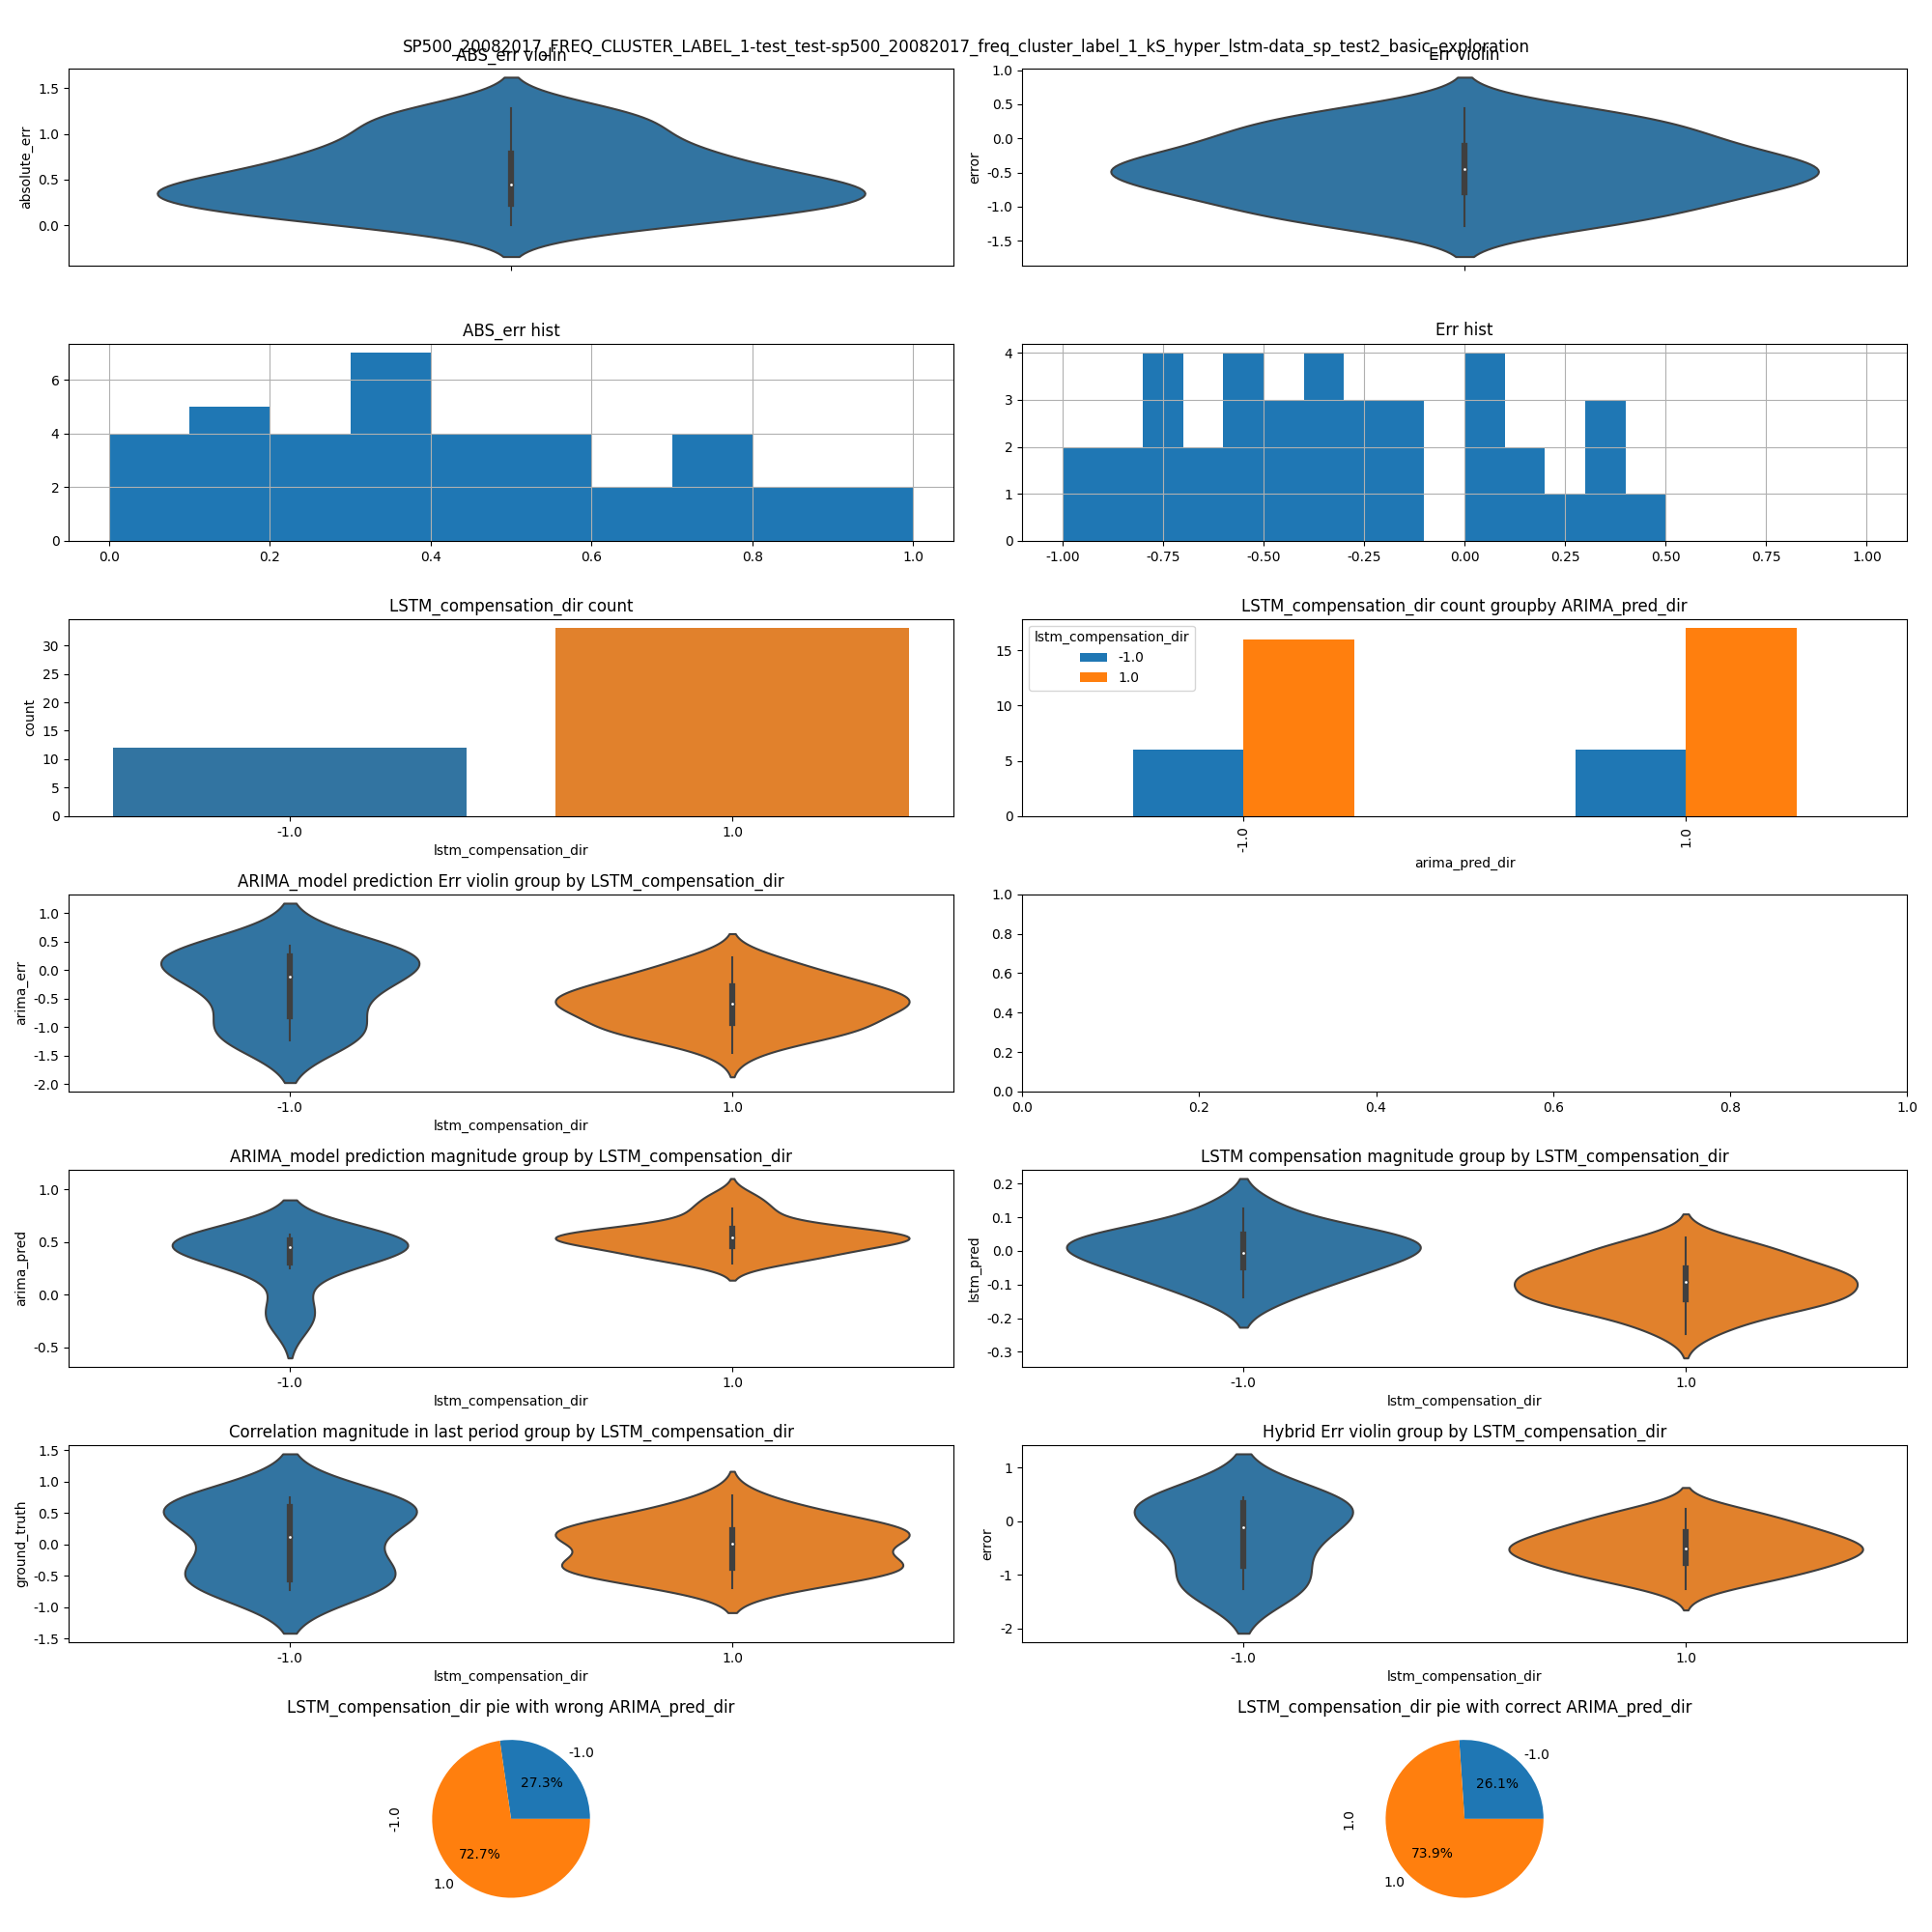 SP500_20082017_FREQ_CLUSTER_LABEL_1-test_test-sp500_20082017_freq_cluster_label_1_kS_hyper_lstm-data_sp_test2_basic_exploration
ABS_err violin
Err violin
1.5
1.0
0.5
0.0
absolute_err
1.0
0.5
0.0
-0.5
-1.0
-1.5
error
ABS_err hist
Err hist
6
4
2
0
0.0 0.2 0.4 0.6 0.8 1.0
4
3
2
1
0
-1.00 -0.75 -0.50 -0.25 0.00 0.25 0.50 0.75 1.00
LSTM_compensation_dir count
LSTM_compensation_dir count groupby ARIMA_pred_dir
30
25
20
15
10
5
0
count
-1.0 1.0
lstm_compensation_dir
15
10
5
0
lstm_compensation_dir
-1.0
1.0
-1.0 1.0
arima_pred_dir
ARIMA_model prediction Err violin group by LSTM_compensation_dir
1.0
0.5
0.0
-0.5
-1.0
-1.5
-2.0
arima_err
-1.0 1.0
lstm_compensation_dir
1.0
0.8
0.6
0.4
0.2
0.0
0.0 0.2 0.4 0.6 0.8 1.0
ARIMA_model prediction magnitude group by LSTM_compensation_dir
LSTM compensation magnitude group by LSTM_compensation_dir
1.0
0.5
0.0
-0.5
arima_pred
-1.0 1.0
lstm_compensation_dir
0.2
0.1
0.0
-0.1
-0.2
-0.3
lstm_pred
-1.0 1.0
lstm_compensation_dir
Correlation magnitude in last period group by LSTM_compensation_dir
Hybrid Err violin group by LSTM_compensation_dir
1.5
1.0
0.5
0.0
-0.5
-1.0
-1.5
ground_truth
-1.0 1.0
lstm_compensation_dir
1
0
-1
-2
error
-1.0 1.0
lstm_compensation_dir
LSTM_compensation_dir pie with wrong ARIMA_pred_dir
LSTM_compensation_dir pie with correct ARIMA_pred_dir
-1.0
27.3%
-1.0
72.7%
1.0
-1.0
26.1%
1.0
73.9%
1.0